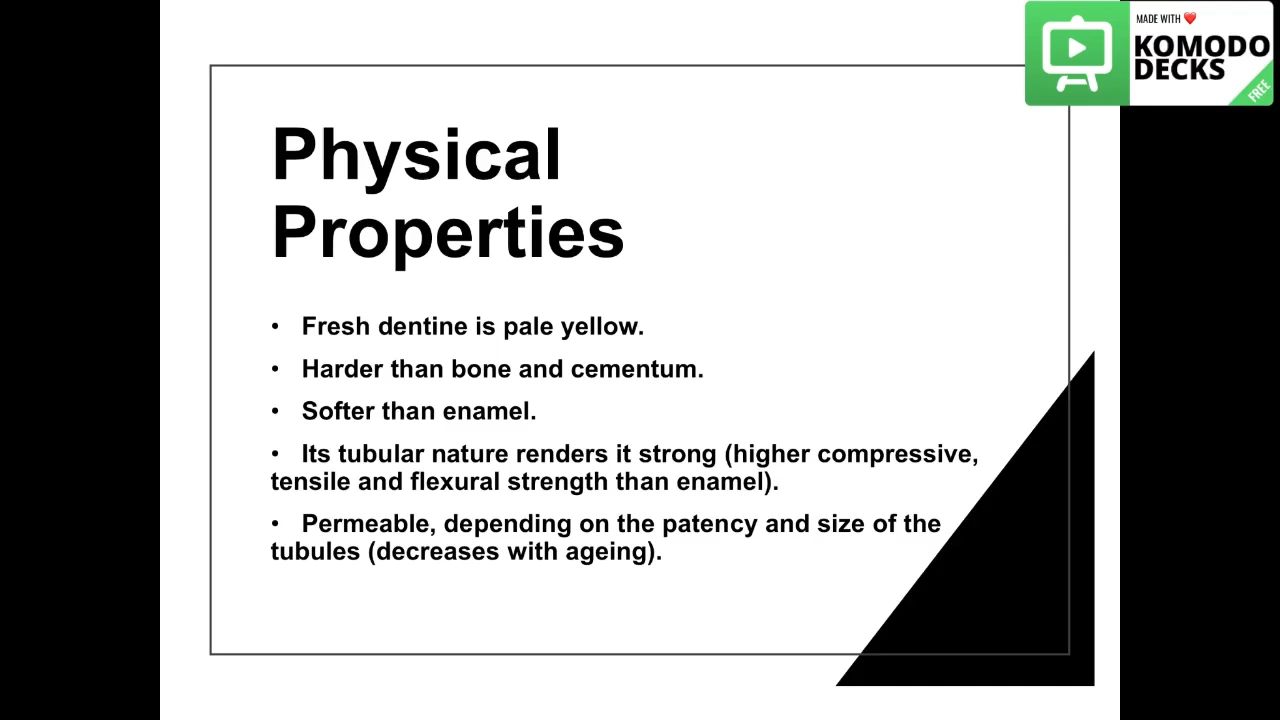 MADE WITH ❤️
KOMODO
DECKS
FREE
Physical
Properties
• Fresh dentine is pale yellow.
• Harder than bone and cementum.
• Softer than enamel.
• Its tubular nature renders it strong (higher compressive,
tensile and flexural strength than enamel).
• Permeable, depending on the patency and size of the
tubules (decreases with ageing).